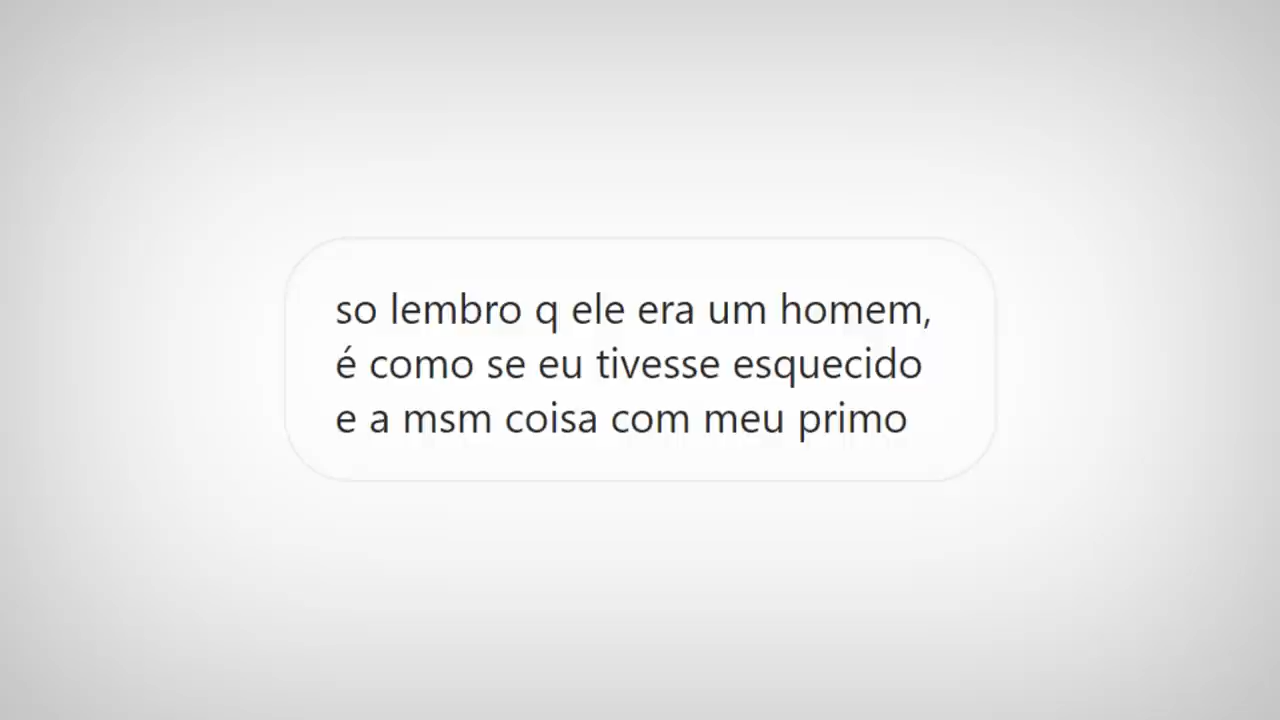 so lembro q ele era um homem,
é como se eu tivesse esquecido
e a msm coisa com meu primo